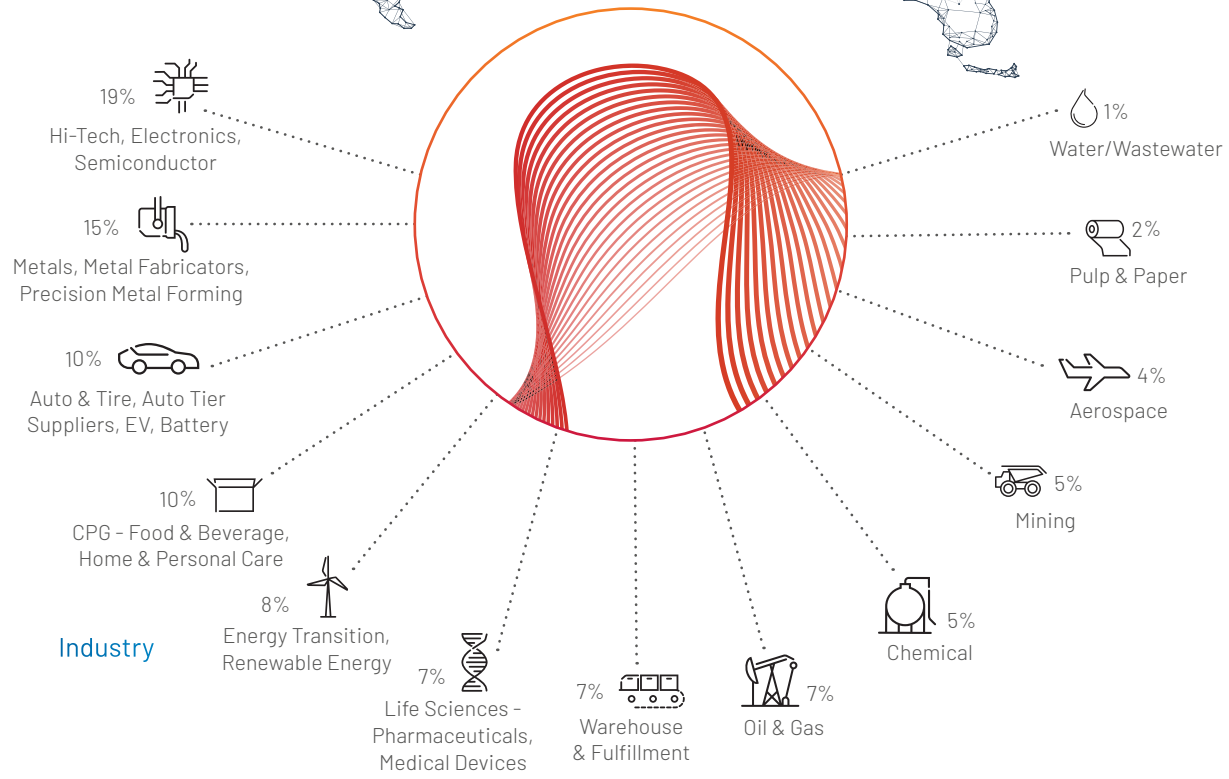 19%
Hi-Tech, Electronics,
Semiconductor
15%
Metals, Metal Fabricators,
Precision Metal Forming
10%
Auto & Tire, Auto Tier
Suppliers, EV, Battery
10%
CPG - Food & Beverage,
Home & Personal Care
8%
Energy Transition,
Renewable Energy
Industry
7%
Life Sciences -
Pharmaceuticals,
Medical Devices
7%
Warehouse
& Fulfillment
7%
Oil & Gas
5%
Chemical
5%
Mining
4%
Aerospace
2%
Pulp & Paper
1%
Water/Wastewater